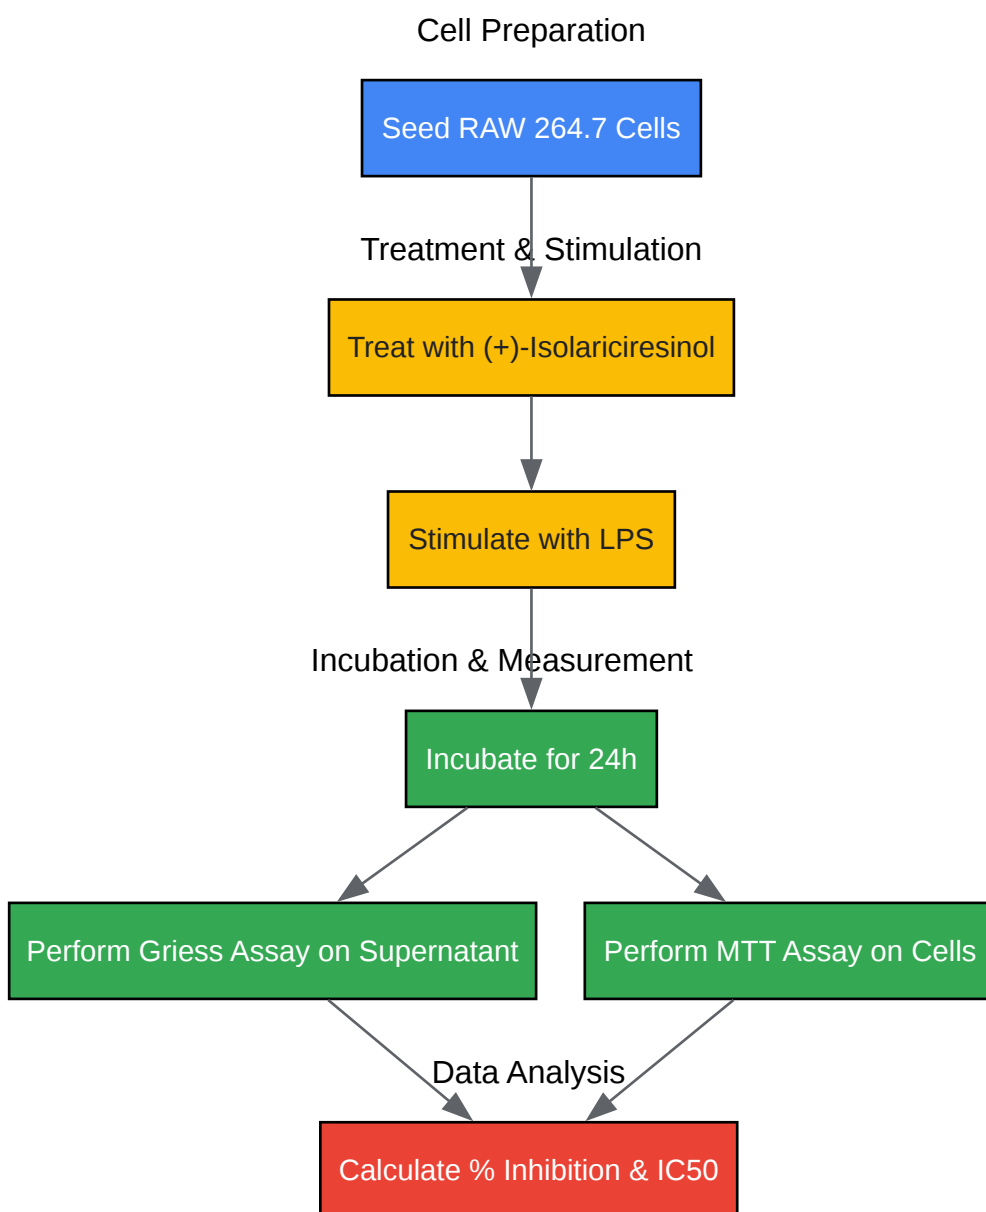 Cell Preparation
Seed RAW 264.7 Cells
Treatment & Stimulation
Treat with (+)-Isolariciresinol
Stimulate with LPS
Incubation & Measurement
Incubate for 24h
Perform Griess Assay on Supernatant
Perform MTT Assay on Cells
Data Analysis
Calculate % Inhibition & IC50